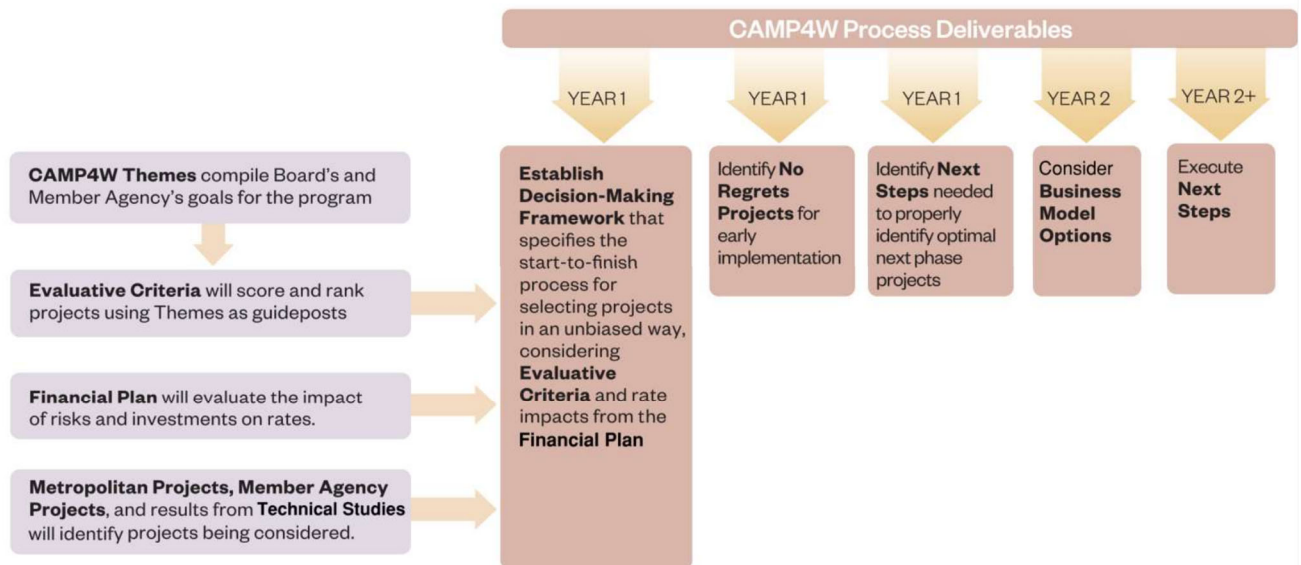 CAMP4W Process Deliverables
YEAR 1
YEAR 1
YEAR 1
YEAR 2
YEAR 2+
CAMP4W Themes compile Board's and
Member Agency's goals for the program
Evaluative Criteria will score and rank
projects using Themes as guideposts
Financial Plan will evaluate the impact
of risks and investments on rates.
Metropolitan Projects, Member Agency
Projects, and results from Technical Studies
will identify projects being considered.
Establish
Decision-Making
Framework that
specifies the
start-to-finish
process for
selecting projects
in an unbiased way,
considering
Evaluative
Criteria and rate
impacts from the
Financial Plan
Identify No
Regrets
Projects for
early
implementation
Identify Next
Steps needed
to properly
identify optimal
next phase
projects
Consider
Business
Model
Options
Execute
Next
Steps